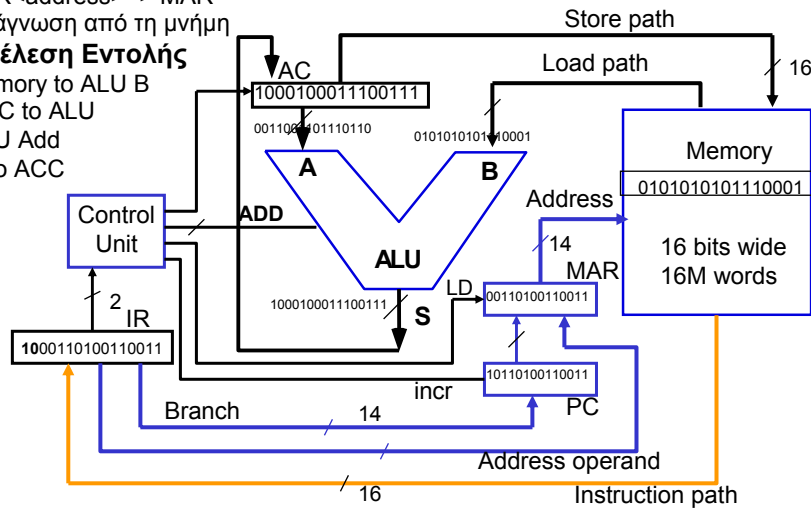 <address> -> MAR
άγνωση από τη μνήμη
έλεση Εντολής
mory to ALU B
C to ALU
U Add
o ACC
Store path
16
Load path
AC
1000100011100111
0101010101110001
A
B
Memory
0101010101110001
16 bits wide
16M words
Address
14
MAR
00110100110011
Control
Unit
ADD
ALU
2
IR
1000110100110011
1000100011100111
S
LD
10110100110011
PC
incr
Branch
14
Address operand
16
Instruction path